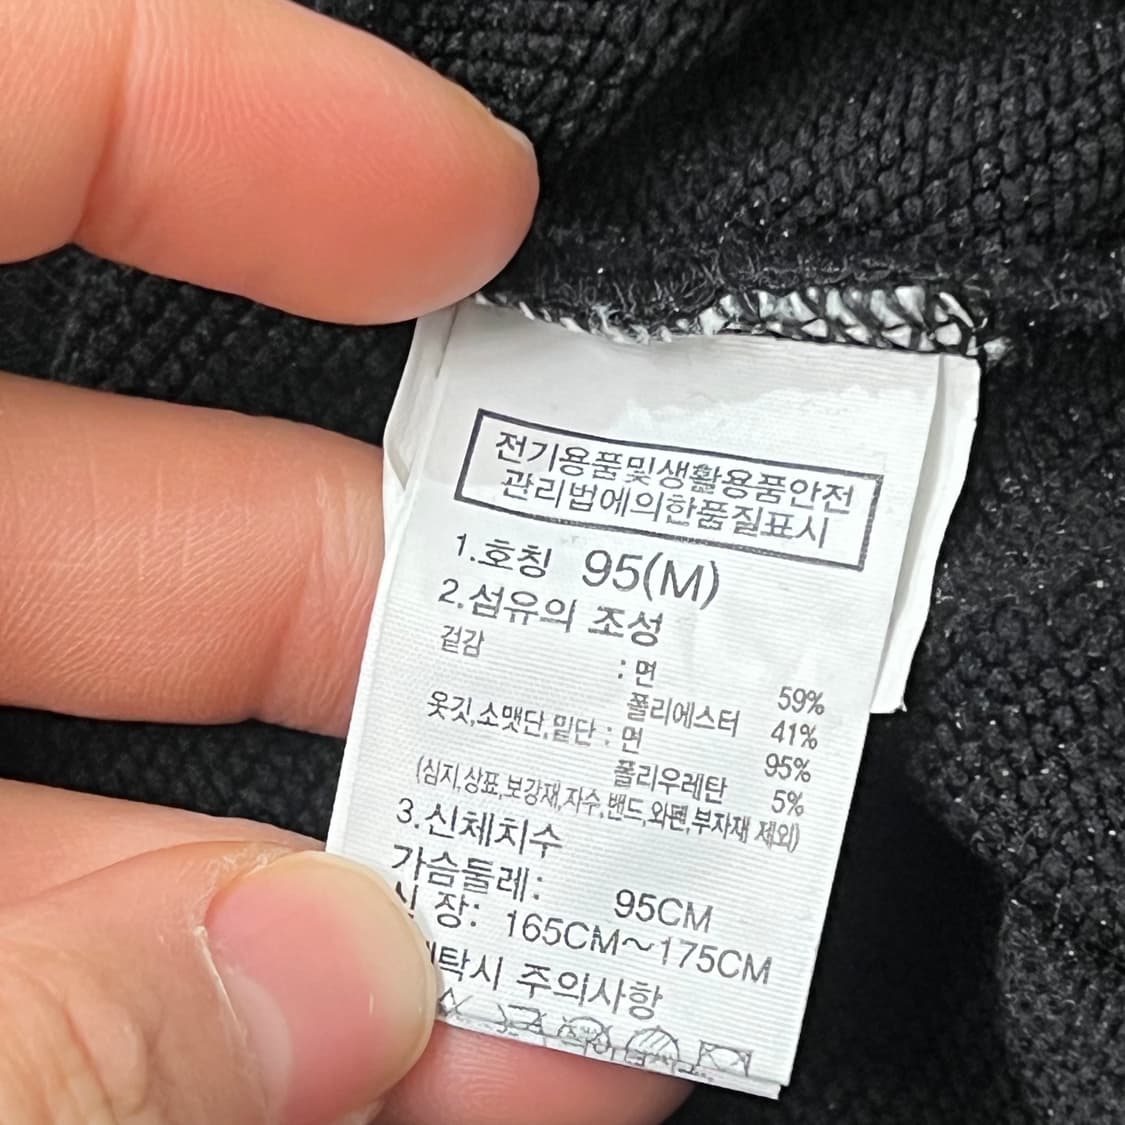 전기용품및생활용품안전
관리법에의한품질표시
1.호칭 95(M)
2.섬유의 조성
겉감 : 면 59%
폴리에스터 41%
옷깃,소맷단,밑단 : 면 95%
폴리우레탄 5%
(심지,상표,보강재,자수,밴드,와펜,부자재 제외)
3.신체치수
가슴둘레: 95CM
신 장: 165CM~175CM
주의사항